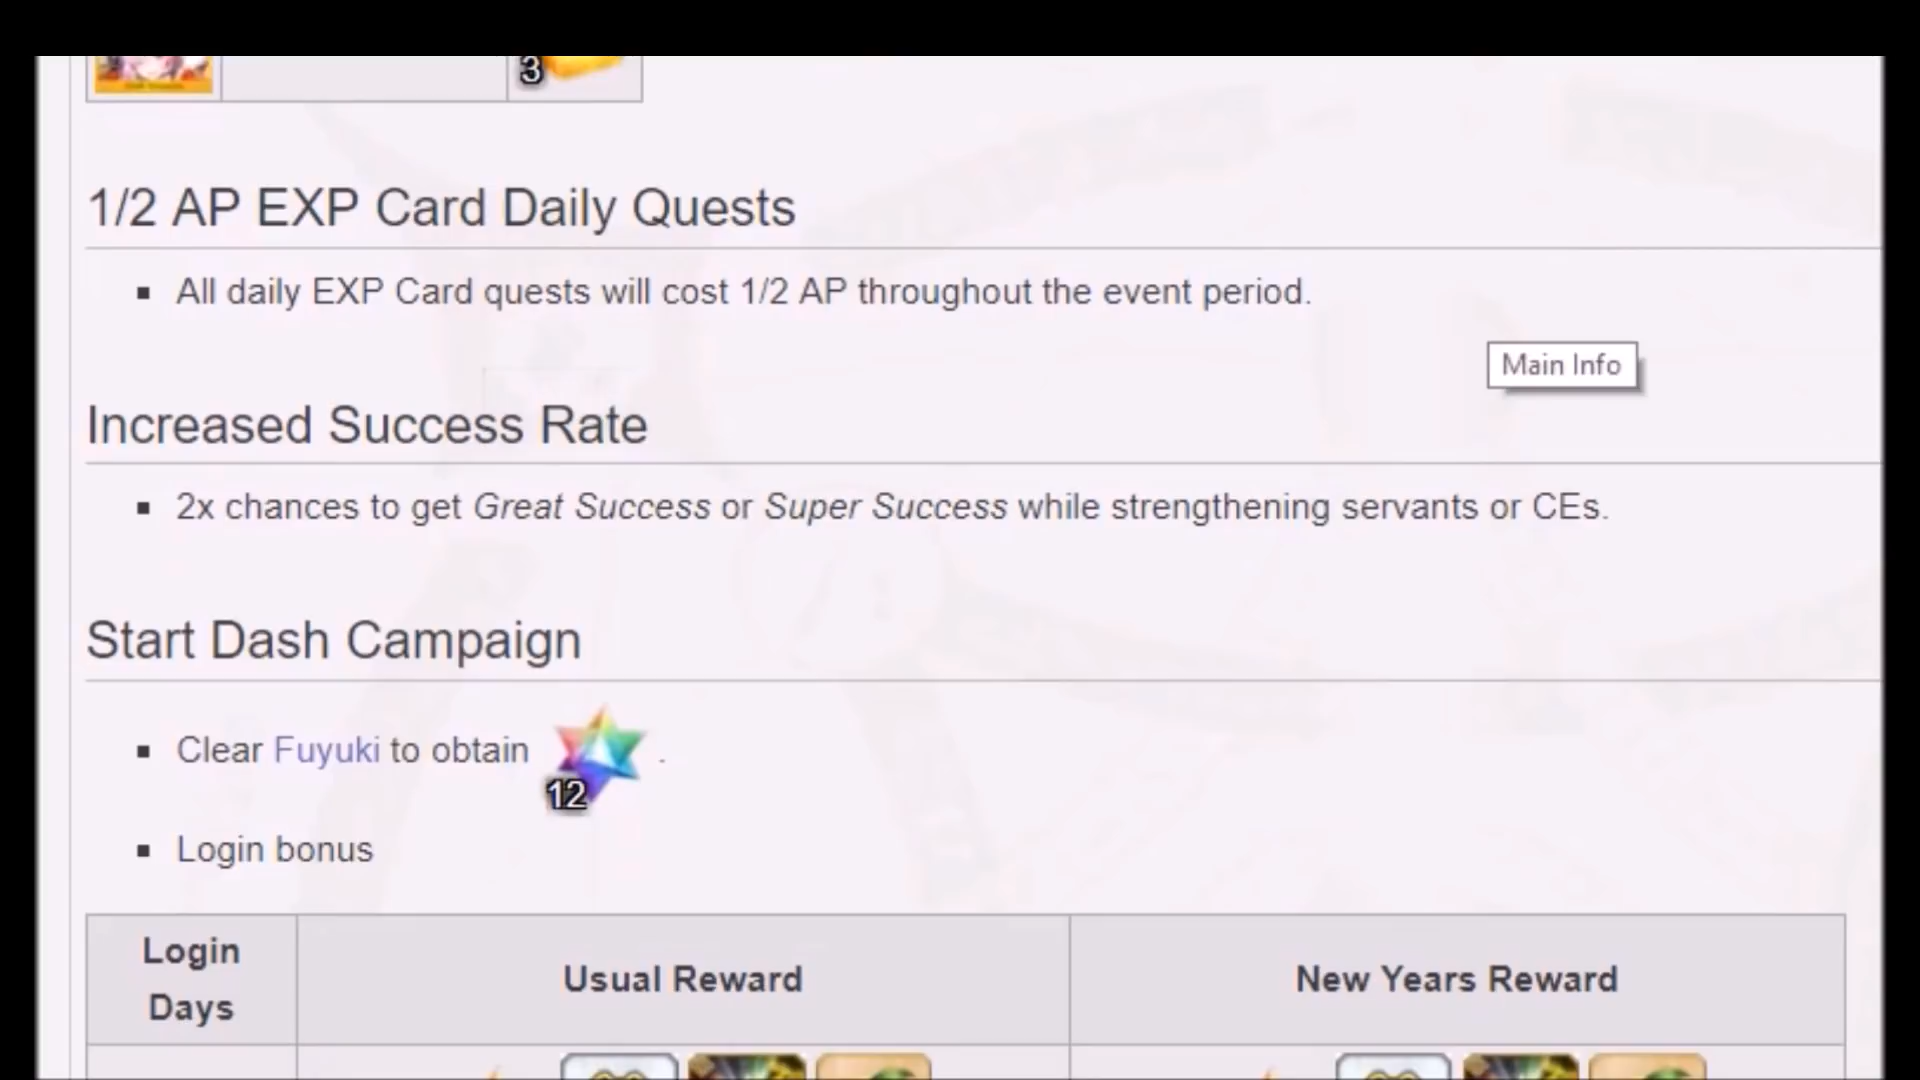 3
1/2 AP EXP Card Daily Quests
All daily EXP Card quests will cost 1/2 AP throughout the event period.
Main Info
Increased Success Rate
2x chances to get Great Success or Super Success while strengthening servants or CEs.
Start Dash Campaign
Clear Fuyuki to obtain 12 .
Login bonus
Login
Days
Usual Reward
New Years Reward